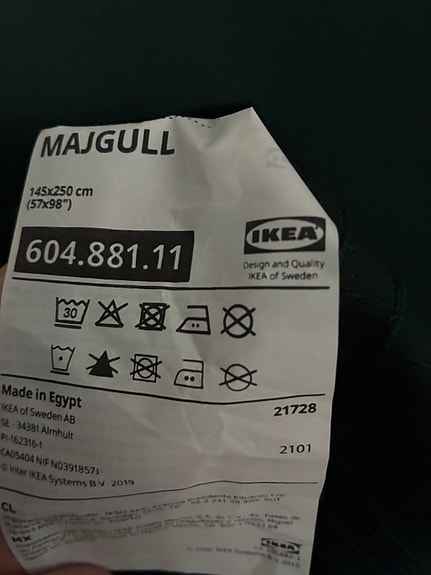 MAJGULL
145x250 cm
(57x98")
604.881.11
IKEA
Design and Quality
IKEA of Sweden
30
Made in Egypt
IKEA of Sweden AB
SE 34381 Älmhult
PI-162316-1
CA05404 NIF N0391857J
© Inter IKEA Systems B.V. 2019
21728
2101
CL
MX
IKEA